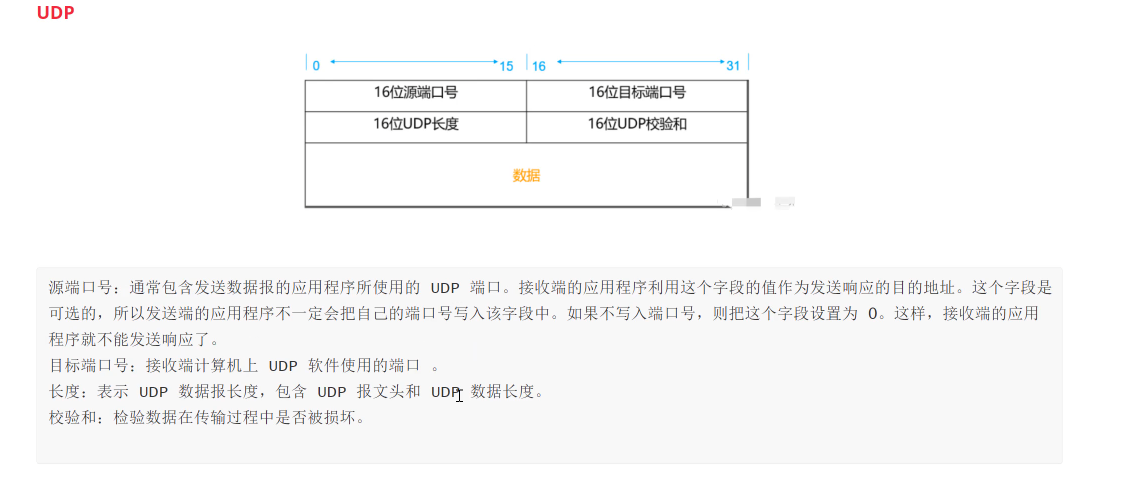 UDP
0 15 16 31
16位源端口号 16位目标端口号
16位UDP长度 16位UDP校验和
数据
源端口号：通常包含发送数据报的应用程序所使用的 UDP 端口。接收端的应用程序利用这个字段的值作为发送响应的目的地址。这个字段是
可选的，所以发送端的应用程序不一定会把自己的端口号写入该字段中。如果不写入端口号，则把这个字段设置为 0。这样，接收端的应用
程序就不能发送响应了。
目标端口号：接收端计算机上 UDP 软件使用的端口 。
长度：表示 UDP 数据报长度，包含 UDP 报文头和 UDP 数据长度。
校验和：检验数据在传输过程中是否被损坏。